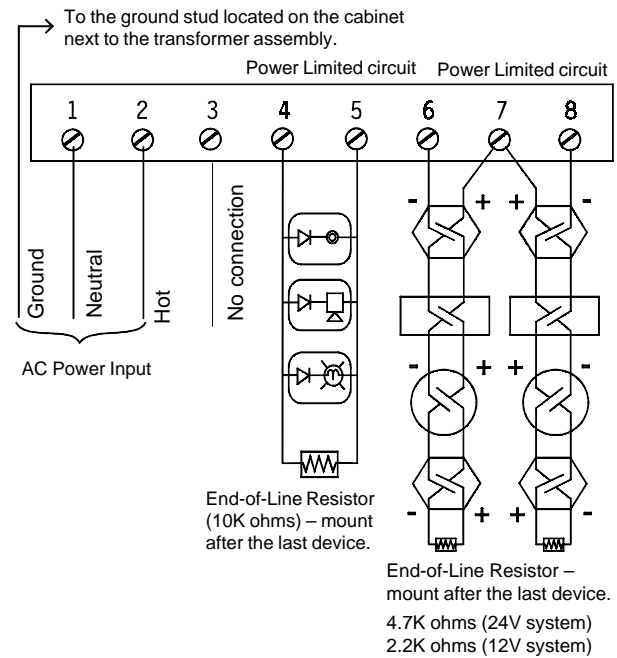 To the ground stud located on the cabinet
next to the transformer assembly.
Power Limited circuit Power Limited circuit
1 2 3 4 5 6 7 8
Ground
Neutral
Hot
No connection
AC Power Input
- + + -
- + + -
- + + -
End-of-Line Resistor
(10K ohms) – mount
after the last device.
End-of-Line Resistor –
mount after the last device.
4.7K ohms (24V system)
2.2K ohms (12V system)